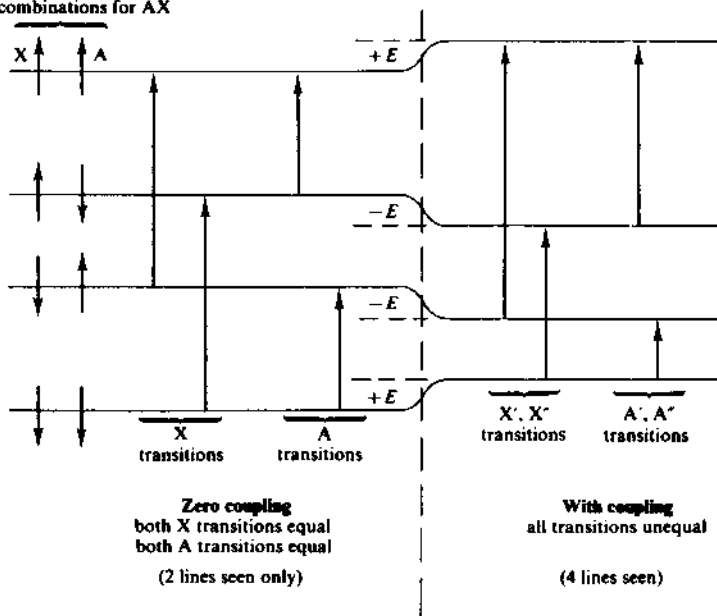 combinations for AX
X A
+E
−E
−E
+E
X
transitions
A
transitions
X′, X″
transitions
A′, A″
transitions
Zero coupling
both X transitions equal
both A transitions equal
(2 lines seen only)
With coupling
all transitions unequal
(4 lines seen)